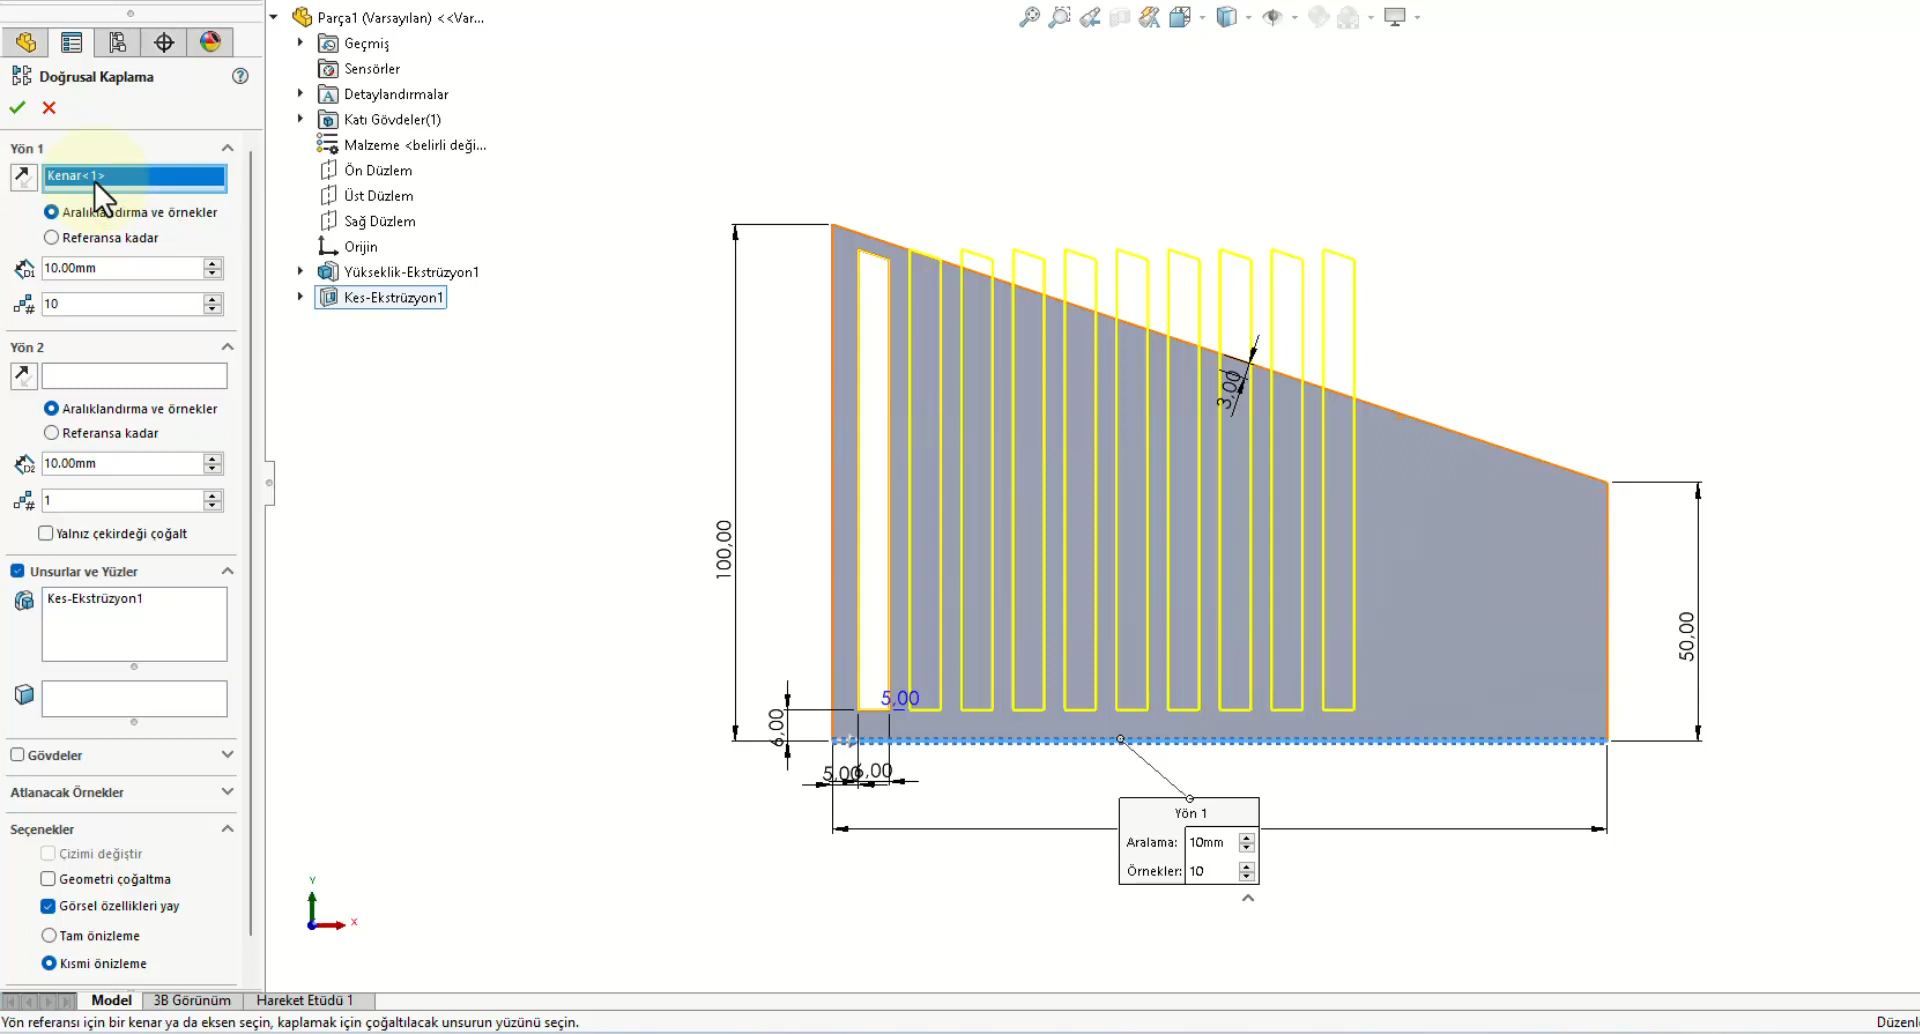 Doğrusal Kaplama
Yön 1
Kenar<1>
Aralıklandırma ve örnekler
Referansa kadar
D1
10.00mm
#
10
Yön 2
Aralıklandırma ve örnekler
Referansa kadar
D2
10.00mm
#
1
Yalnız çekirdeği çoğalt
Unsurlar ve Yüzler
Kes-Ekstrüzyon1
Gövdeler
Atlanacak Örnekler
Seçenekler
Çizimi değiştir
Geometri çoğaltma
Görsel özellikleri yay
Tam önizleme
Kısmi önizleme
Parça1 (Varsayılan) <<Var...
Geçmiş
Sensörler
Detaylandırmalar
Katı Gövdeler(1)
Malzeme <belirli deği...
Ön Düzlem
Üst Düzlem
Sağ Düzlem
Orijin
Yükseklik-Ekstrüzyon1
Kes-Ekstrüzyon1
100,00
3,00
50,00
5,00
6,00
5,00
6,00
Yön 1
Aralama: 10mm
Örnekler: 10
Y
X
Model 3B Görünüm Hareket Etüdü 1
Yön referansı için bir kenar ya da eksen seçin, kaplamak için çoğaltılacak unsurun yüzünü seçin.
Düzenl